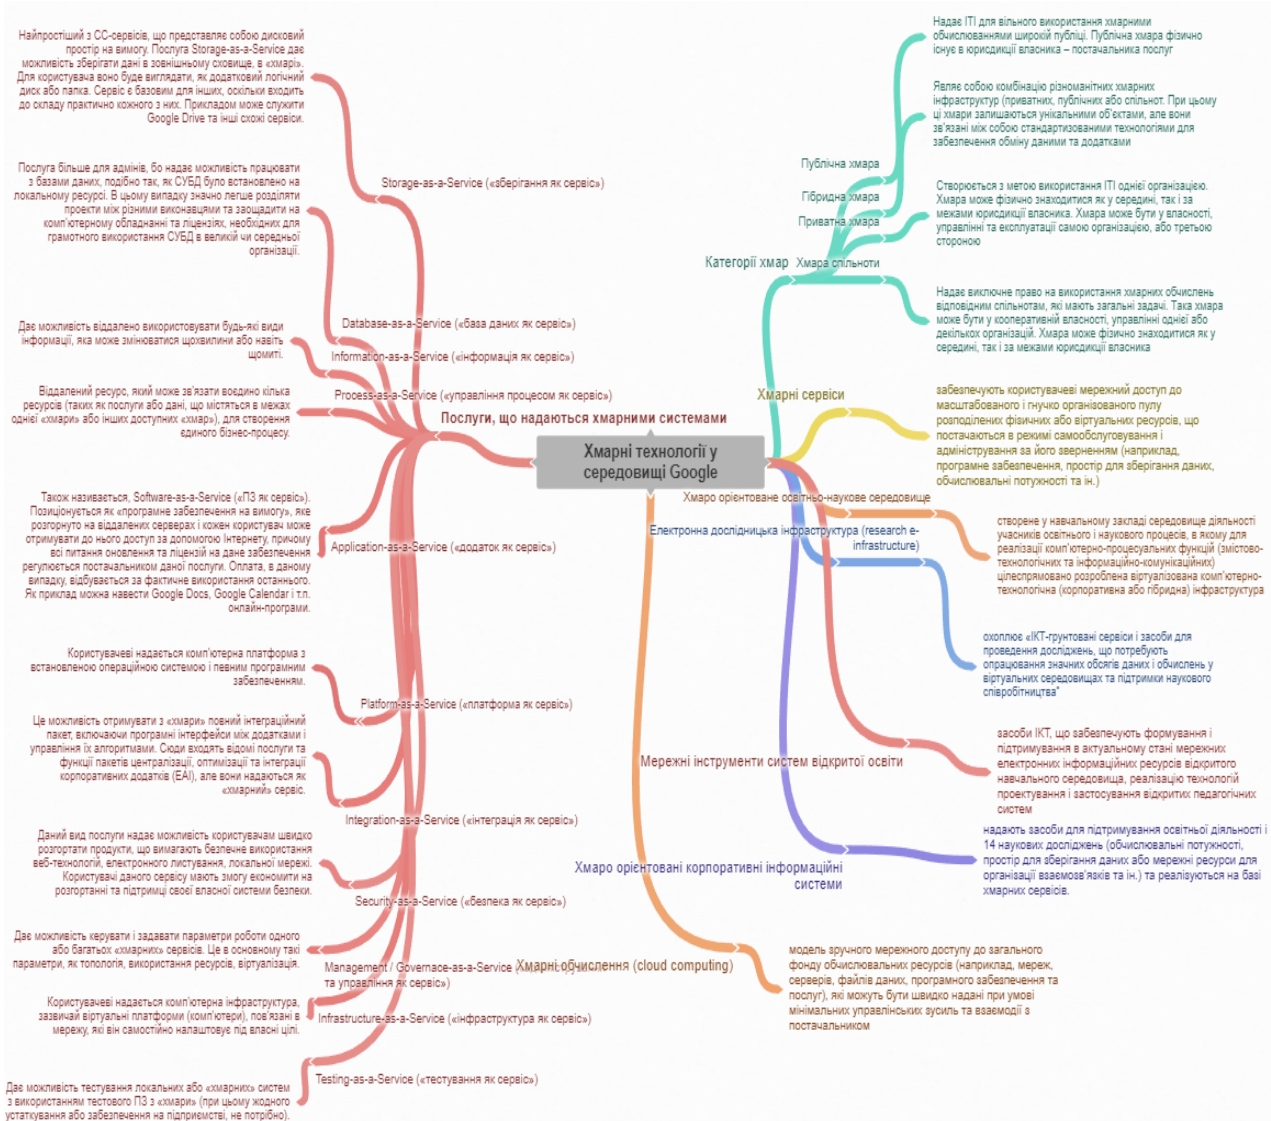 Хмарні технології у
середовищі Google
Послуги, що надаються хмарними системами
Storage-as-a-Service («зберігання як сервіс»)
Найпростіший з СС-сервісів, що представляє собою дисковий
простір на вимогу. Послуга Storage-as-a-Service дає
можливість зберігати дані в зовнішньому сховище, в «хмарі».
Для користувача воно буде виглядати, як додатковий логічний
диск або папка. Сервіс є базовим для інших, оскільки входить
до складу практично кожного з них. Прикладом може служити
Google Drive та інші схожі сервіси.
Database-as-a-Service («база даних як сервіс»)
Послуга більше для адмінів, бо надає можливість працювати
з базами даних, подібно так, як СУБД було встановлено на
локальному ресурсі. В цьому випадку значно легше розділяти
проекти між різними виконавцями та заощадити на
комп'ютерному обладнанні та ліцензіях, необхідних для
грамотного використання СУБД в великій чи середньої
організації.
Information-as-a-Service («інформація як сервіс»)
Дає можливість віддалено використовувати будь-які види
інформації, яка може змінюватися щохвилини або навіть
щомиті.
Process-as-a-Service («управління процесом як сервіс»)
Віддалений ресурс, який може зв'язати воєдино кілька
ресурсів (таких як послуги або дані, що містяться в межах
однієї «хмари» або інших доступних «хмар»), для створення
єдиного бізнес-процесу.
Application-as-a-Service («додаток як сервіс»)
Також називається, Software-as-a-Service («ПЗ як сервіс»).
Позиціонується як «програмне забезпечення на вимогу», яке
розгорнуто на віддалених серверах і кожен користувач може
отримувати до нього доступ за допомогою Інтернету, причому
всі питання оновлення та ліцензій на дане забезпечення
регулюється постачальником даної послуги. Оплата, в даному
випадку, відбувається за фактичне використання останнього.
Як приклад можна навести Google Docs, Google Calendar і т.п.
онлайн-програми.
Platform-as-a-Service («платформа як сервіс»)
Користувачеві надається комп'ютерна платформа з
встановленою операційною системою і певним програмним
забезпеченням.
Integration-as-a-Service («інтеграція як сервіс»)
Це можливість отримувати з «хмари» повний інтеграційний
пакет, включаючи програмні інтерфейси між додатками і
управління їх алгоритмами. Сюди входять відомі послуги та
функції пакетів централізації, оптимізації та інтеграції
корпоративних додатків (EAI), але вони надаються як
«хмарний» сервіс.
Security-as-a-Service («безпека як сервіс»)
Даний вид послуги надає можливість користувачам швидко
розгортати продукти, що вимагають безпечне використання
веб-технологій, електронного листування, локальної мережі.
Користувачі даного сервісу мають змогу економити на
розгортанні та підтримці своєї власної системи безпеки.
Management / Governace-as-a-Service
та управління як сервіс»)
Дає можливість керувати і задавати параметри роботи одного
або багатьох «хмарних» сервісів. Це в основному такі
параметри, як топологія, використання ресурсів, віртуалізація.
Infrastructure-as-a-Service («інфраструктура як сервіс»)
Користувачеві надається комп'ютерна інфраструктура,
зазвичай віртуальні платформи (комп'ютери), пов'язані в
мережу, які він самостійно налаштовує під власні цілі.
Testing-as-a-Service («тестування як сервіс»)
Дає можливість тестування локальних або «хмарних» систем
з використанням тестового ПЗ з «хмари» (при цьому жодного
устаткування або забезпечення на підприємстві, не потрібно).
Категорії хмар
Публічна хмара
Надає ІТІ для вільного використання хмарними
обчислюваннями широкій публіці. Публічна хмара фізично
існує в юрисдикції власника – постачальника послуг
Гібридна хмара
Являє собою комбінацію різноманітних хмарних
інфраструктур (приватних, публічних або спільнот. При цьому
ці хмари залишаються унікальними об'єктами, але вони
зв'язані між собою стандартизованими технологіями для
забезпечення обміну даними та додатками
Приватна хмара
Створюється з метою використання ІТІ однієї організацією.
Хмара може фізично знаходитися як у середині, так і за
межами юрисдикції власника. Хмара може бути у власності,
управлінні та експлуатації самою організацією, або третьою
стороною
Хмара спільноти
Надає виключне право на використання хмарних обчислень
відповідним спільнотам, які мають загальні задачі. Така хмара
може бути у кооперативній власності, управлінні однієї або
декількох організацій. Хмара може фізично знаходитися як у
середині, так і за межами юрисдикції власника
Хмарні сервіси
забезпечують користувачеві мережний доступ до
масштабованого і гнучко організованого пулу
розподілених фізичних або віртуальних ресурсів, що
постачаються в режимі самообслуговування і
адміністрування за його зверненням (наприклад,
програмне забезпечення, простір для зберігання даних,
обчислювальні потужності та ін.)
Хмаро орієнтоване освітньо-наукове середовище
створене у навчальному закладі середовище діяльності
учасників освітнього і наукового процесів, в якому для
реалізації комп'ютерно-процесуальних функцій (змістово-
технологічних та інформаційно-комунікаційних)
цілеспрямовано розроблена віртуалізована комп'ютерно-
технологічна (корпоративна або гібридна) інфраструктура
Електронна дослідницька інфраструктура (research e-
infrastructure)
охоплює «ІКТ-грунтовані сервіси і засоби для
проведення досліджень, що потребують
опрацювання значних обсягів даних і обчислень у
віртуальних середовищах та підтримки наукового
співробітництва"
Мережні інструменти систем відкритої освіти
засоби ІКТ, що забезпечують формування і
підтримування в актуальному стані мережних
електронних інформаційних ресурсів відкритого
навчального середовища, реалізацію технологій
проектування і застосування відкритих педагогічних
систем
Хмаро орієнтовані корпоративні інформаційні
системи
надають засоби для підтримування освітньої діяльності і
14 наукових досліджень (обчислювальні потужності,
простір для зберігання даних або мережні ресурси для
організації взаємозв'язків та ін.) та реалізуються на базі
хмарних сервісів.
Хмарні обчислення (cloud computing)
модель зручного мережного доступу до загального
фонду обчислювальних ресурсів (наприклад, мереж,
серверів, файлів даних, програмного забезпечення та
послуг), які можуть бути швидко надані при умові
мінімальних управлінських зусиль та взаємодії з
постачальником